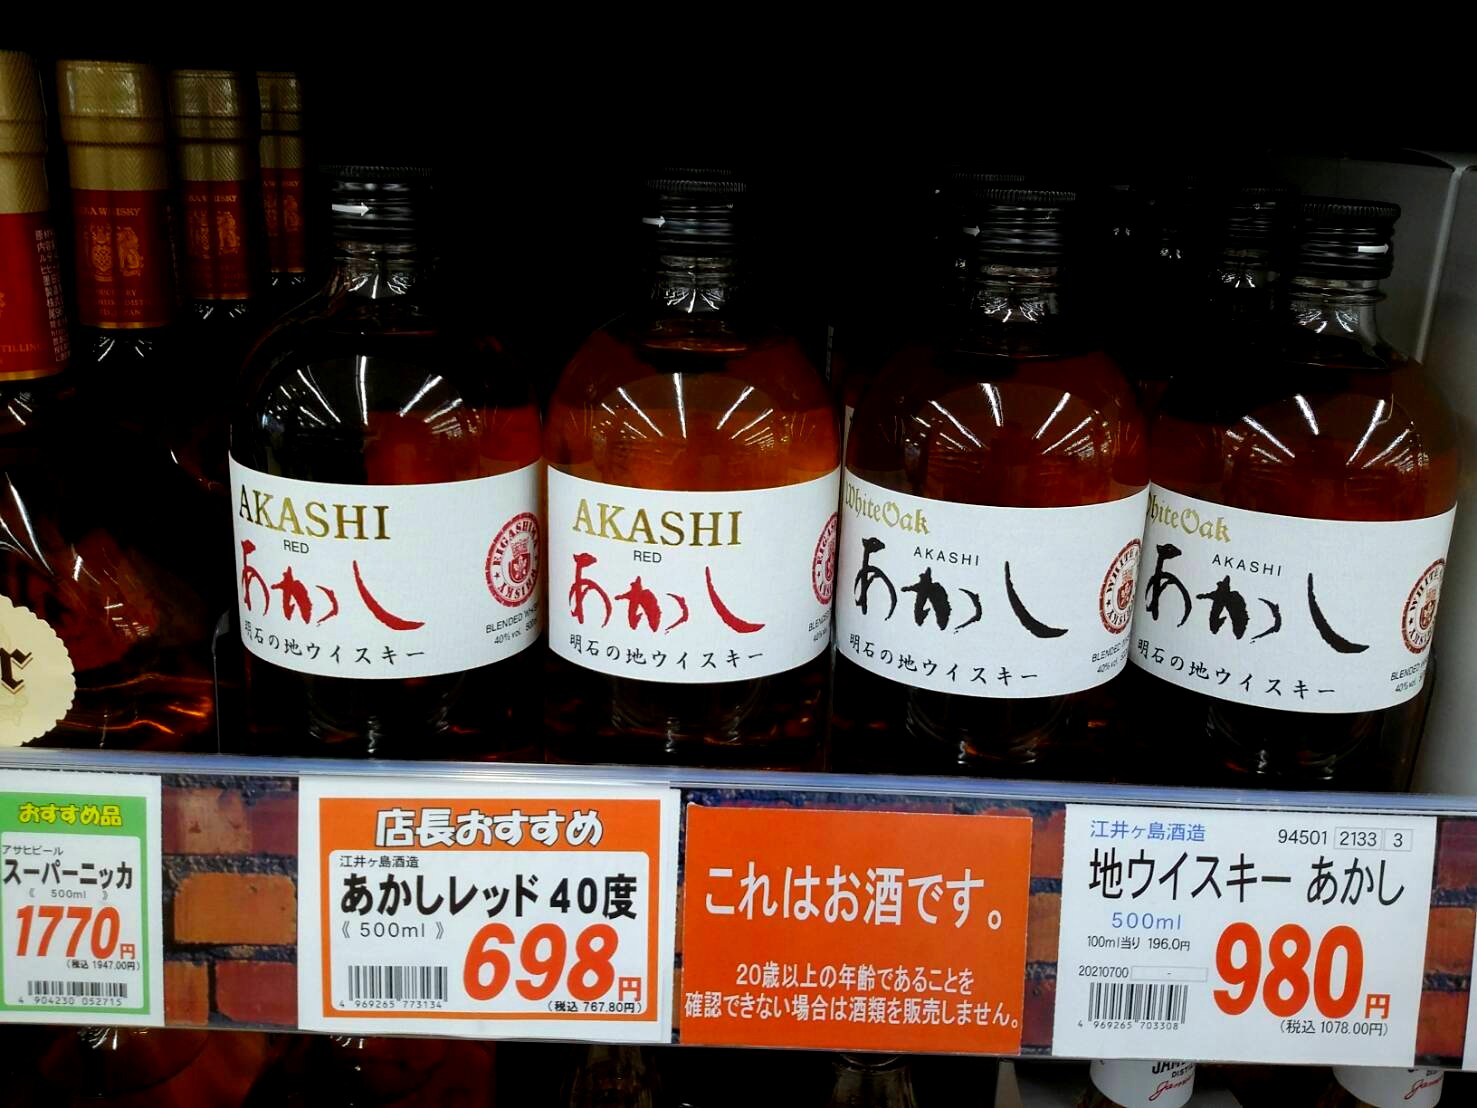 AKASHI
RED
あかし
明石の地ウイスキー
EIGASHIMA
WHISKY
BLENDED
40% vol.
AKASHI
RED
あかし
明石の地ウイスキー
BLENDED
White Oak
AKASHI
あかし
明石の地ウイスキー
BLENDED
White Oak
AKASHI
あかし
明石の地ウイスキー
BLENDED
おすすめ品
アサヒビール
スーパーニッカ
《 500ml 》
1770円
(税込 1947.00円)
4 904230 052715
店長おすすめ
江井ヶ島酒造
あかしレッド 40度
《 500ml 》
698円
(税込 767.80円)
4 969265 773134
これはお酒です。
20歳以上の年齢であることを
確認できない場合は酒類を販売しません。
江井ヶ島酒造 94501 2133 3
地ウイスキー あかし
500ml
100ml当り 196.0円
20210700 -
980円
(税込 1078.00円)
4 969265 703308